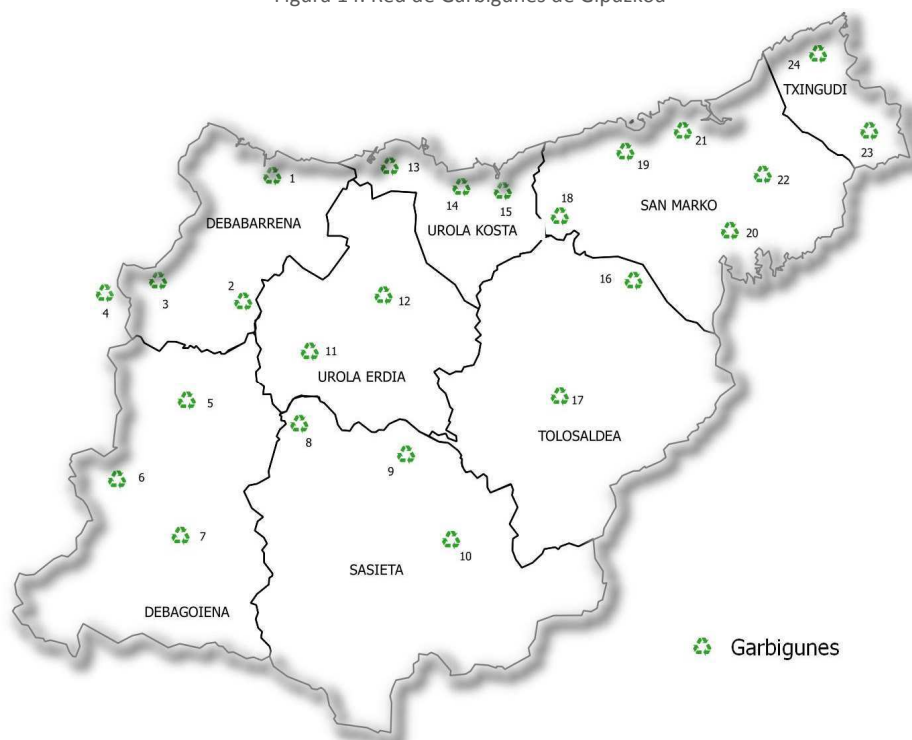 Figura 14. Red de Garbigunes de Gipuzkoa
24
TXINGUDI
21
23
13
19
1
22
14
15
18
SAN MARKO
DEBABARRENA
UROLA KOSTA
20
16
3
2
12
4
11
UROLA ERDIA
5
17
8
TOLOSALDEA
9
6
7
10
SASIETA
DEBAGOIENA
Garbigunes